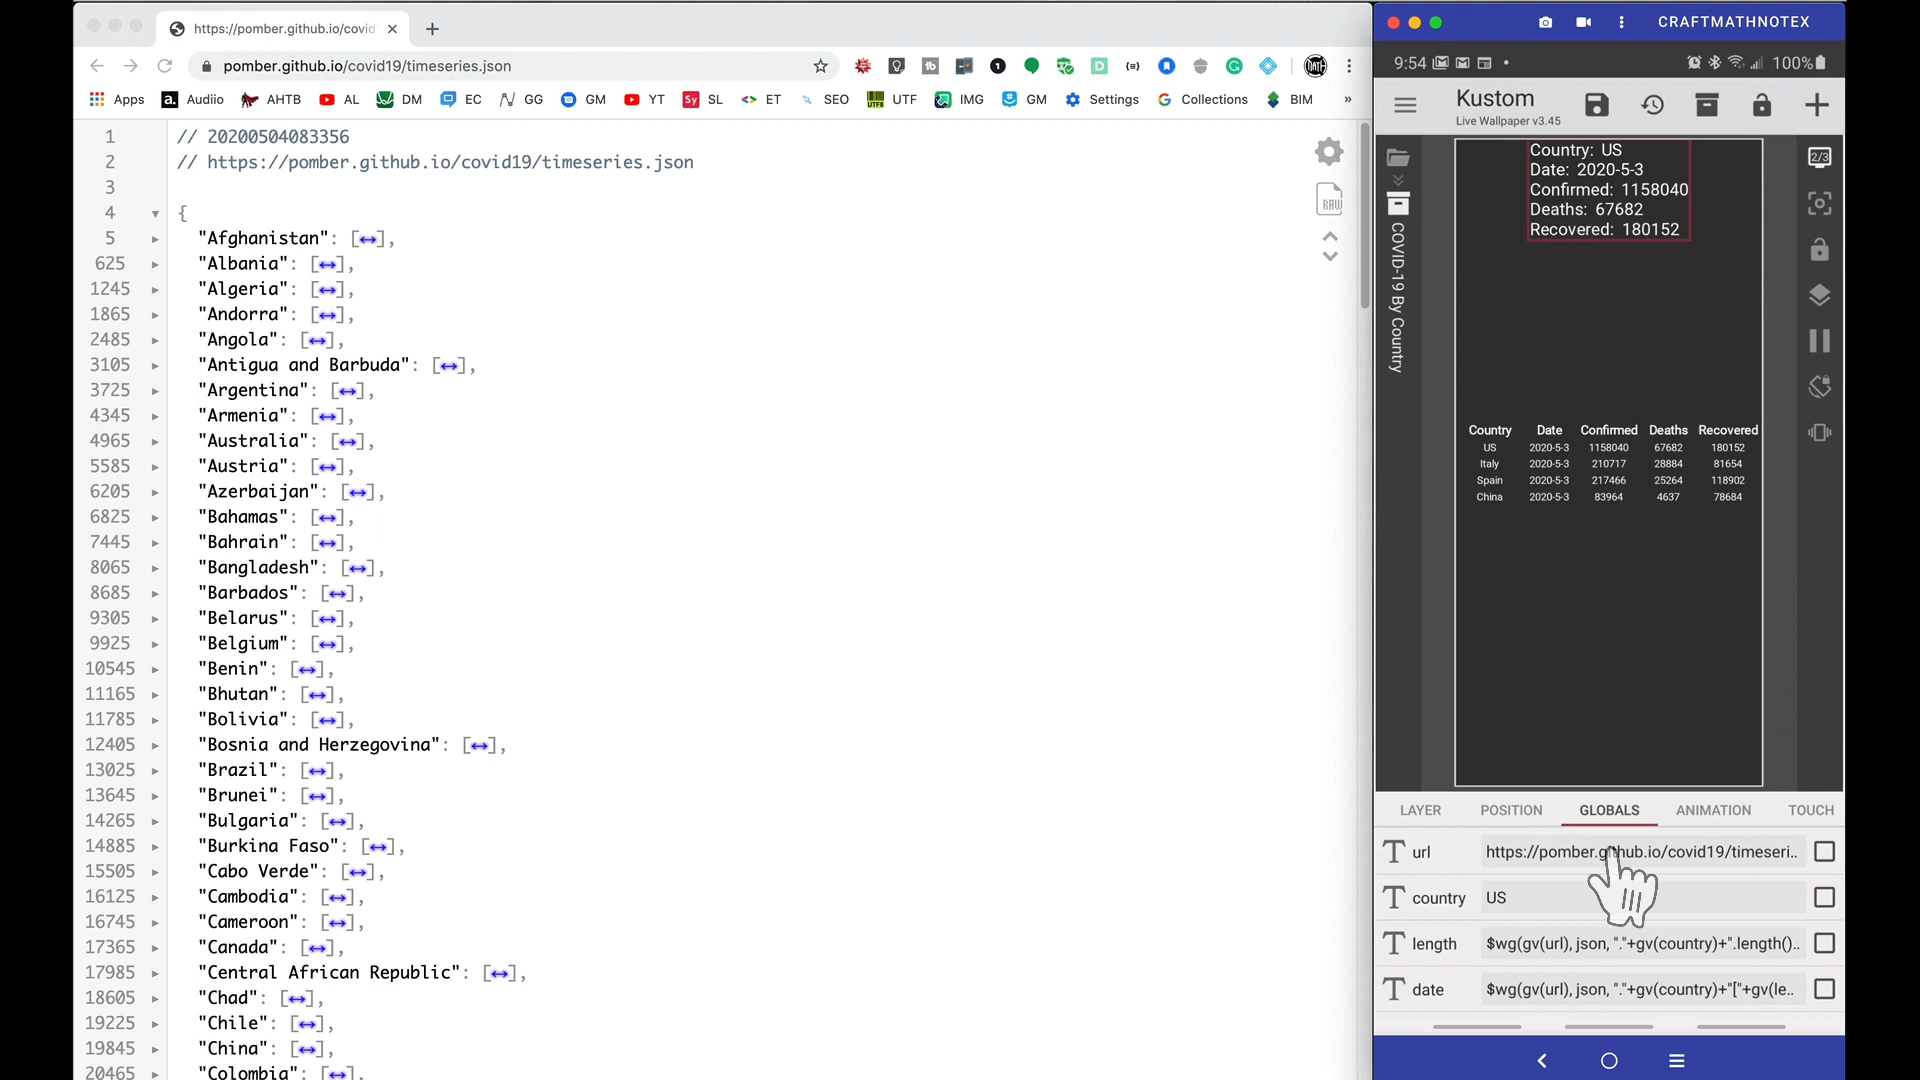 https://pomber.github.io/covid
pomber.github.io/covid19/timeseries.json
Apps
Audiio
AHTB
AL
DM
EC
GG
GM
YT
SL
ET
SEO
UTF
IMG
GM
Settings
Collections
BIM
»
1 // 20200504083356
2 // https://pomber.github.io/covid19/timeseries.json
3
4 {
5 "Afghanistan": [↔],
625 "Albania": [↔],
1245 "Algeria": [↔],
1865 "Andorra": [↔],
2485 "Angola": [↔],
3105 "Antigua and Barbuda": [↔],
3725 "Argentina": [↔],
4345 "Armenia": [↔],
4965 "Australia": [↔],
5585 "Austria": [↔],
6205 "Azerbaijan": [↔],
6825 "Bahamas": [↔],
7445 "Bahrain": [↔],
8065 "Bangladesh": [↔],
8685 "Barbados": [↔],
9305 "Belarus": [↔],
9925 "Belgium": [↔],
10545 "Benin": [↔],
11165 "Bhutan": [↔],
11785 "Bolivia": [↔],
12405 "Bosnia and Herzegovina": [↔],
13025 "Brazil": [↔],
13645 "Brunei": [↔],
14265 "Bulgaria": [↔],
14885 "Burkina Faso": [↔],
15505 "Cabo Verde": [↔],
16125 "Cambodia": [↔],
16745 "Cameroon": [↔],
17365 "Canada": [↔],
17985 "Central African Republic": [↔],
18605 "Chad": [↔],
19225 "Chile": [↔],
19845 "China": [↔],
20465 "Colombia": [↔],
RAW
CRAFTMATHNOTEX
9:54
100%
Kustom
Live Wallpaper v3.45
2/3
COVID-19 By Country
Country: US
Date: 2020-5-3
Confirmed: 1158040
Deaths: 67682
Recovered: 180152
Country Date Confirmed Deaths Recovered
US 2020-5-3 1158040 67682 180152
Italy 2020-5-3 210717 28884 81654
Spain 2020-5-3 217466 25264 118902
China 2020-5-3 83964 4637 78684
LAYER POSITION GLOBALS ANIMATION TOUCH
url https://pomber.github.io/covid19/timeseri..
country US
length $wg(gv(url), json, "."+gv(country)+".length()..
date $wg(gv(url), json, "."+gv(country)+"["+gv(le..